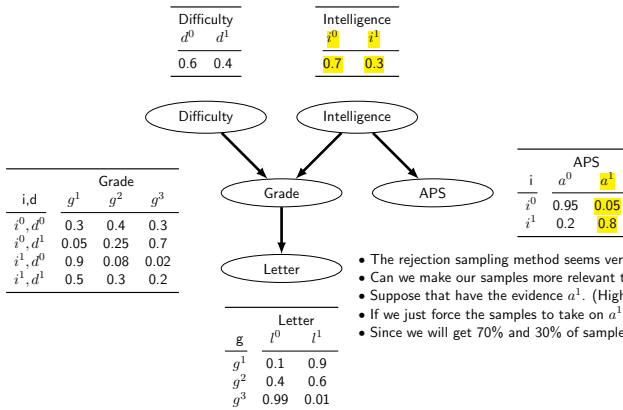 Difficulty
d⁰ d¹
0.6 0.4
Intelligence
i⁰ i¹
0.7 0.3
Difficulty
Intelligence
Grade
i,d g¹ g² g³
i⁰, d⁰ 0.3 0.4 0.3
i⁰, d¹ 0.05 0.25 0.7
i¹, d⁰ 0.9 0.08 0.02
i¹, d¹ 0.5 0.3 0.2
Grade
APS
APS
i a⁰ a¹
i⁰ 0.95 0.05
i¹ 0.2 0.8
Letter
• The rejection sampling method seems
• Can we make our samples more relevant
• Suppose that have the evidence a¹. (High
• If we just force the samples to take on a¹
• Since we will get 70% and 30% of
Letter
g l⁰ l¹
g¹ 0.1 0.9
g² 0.4 0.6
g³ 0.99 0.01